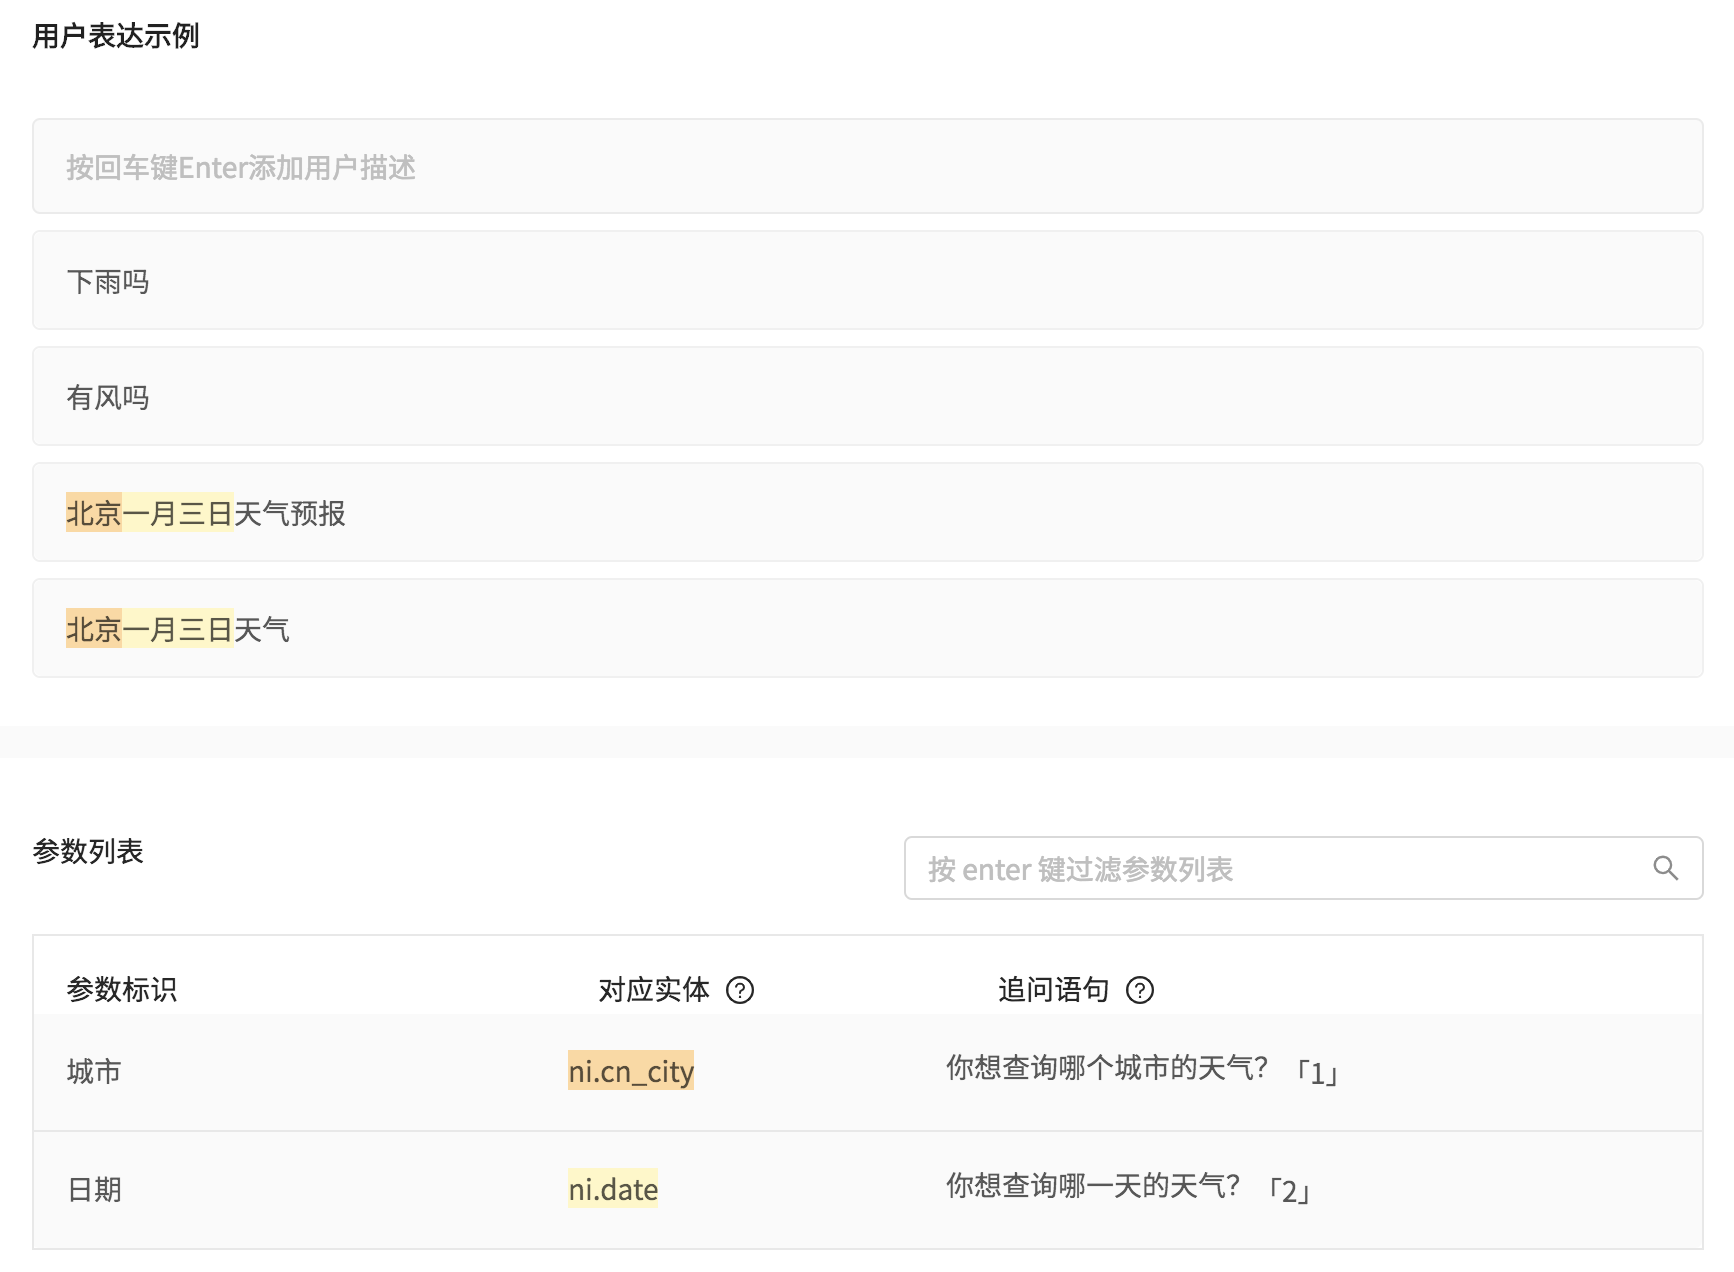 用户表达示例
按回车键Enter添加用户描述
下雨吗
有风吗
北京一月三日天气预报
北京一月三日天气
参数列表
按 enter 键过滤参数列表
参数标识 对应实体 ? 追问语句 ?
城市 ni.cn_city 你想查询哪个城市的天气? 「1」
日期 ni.date 你想查询哪一天的天气? 「2」